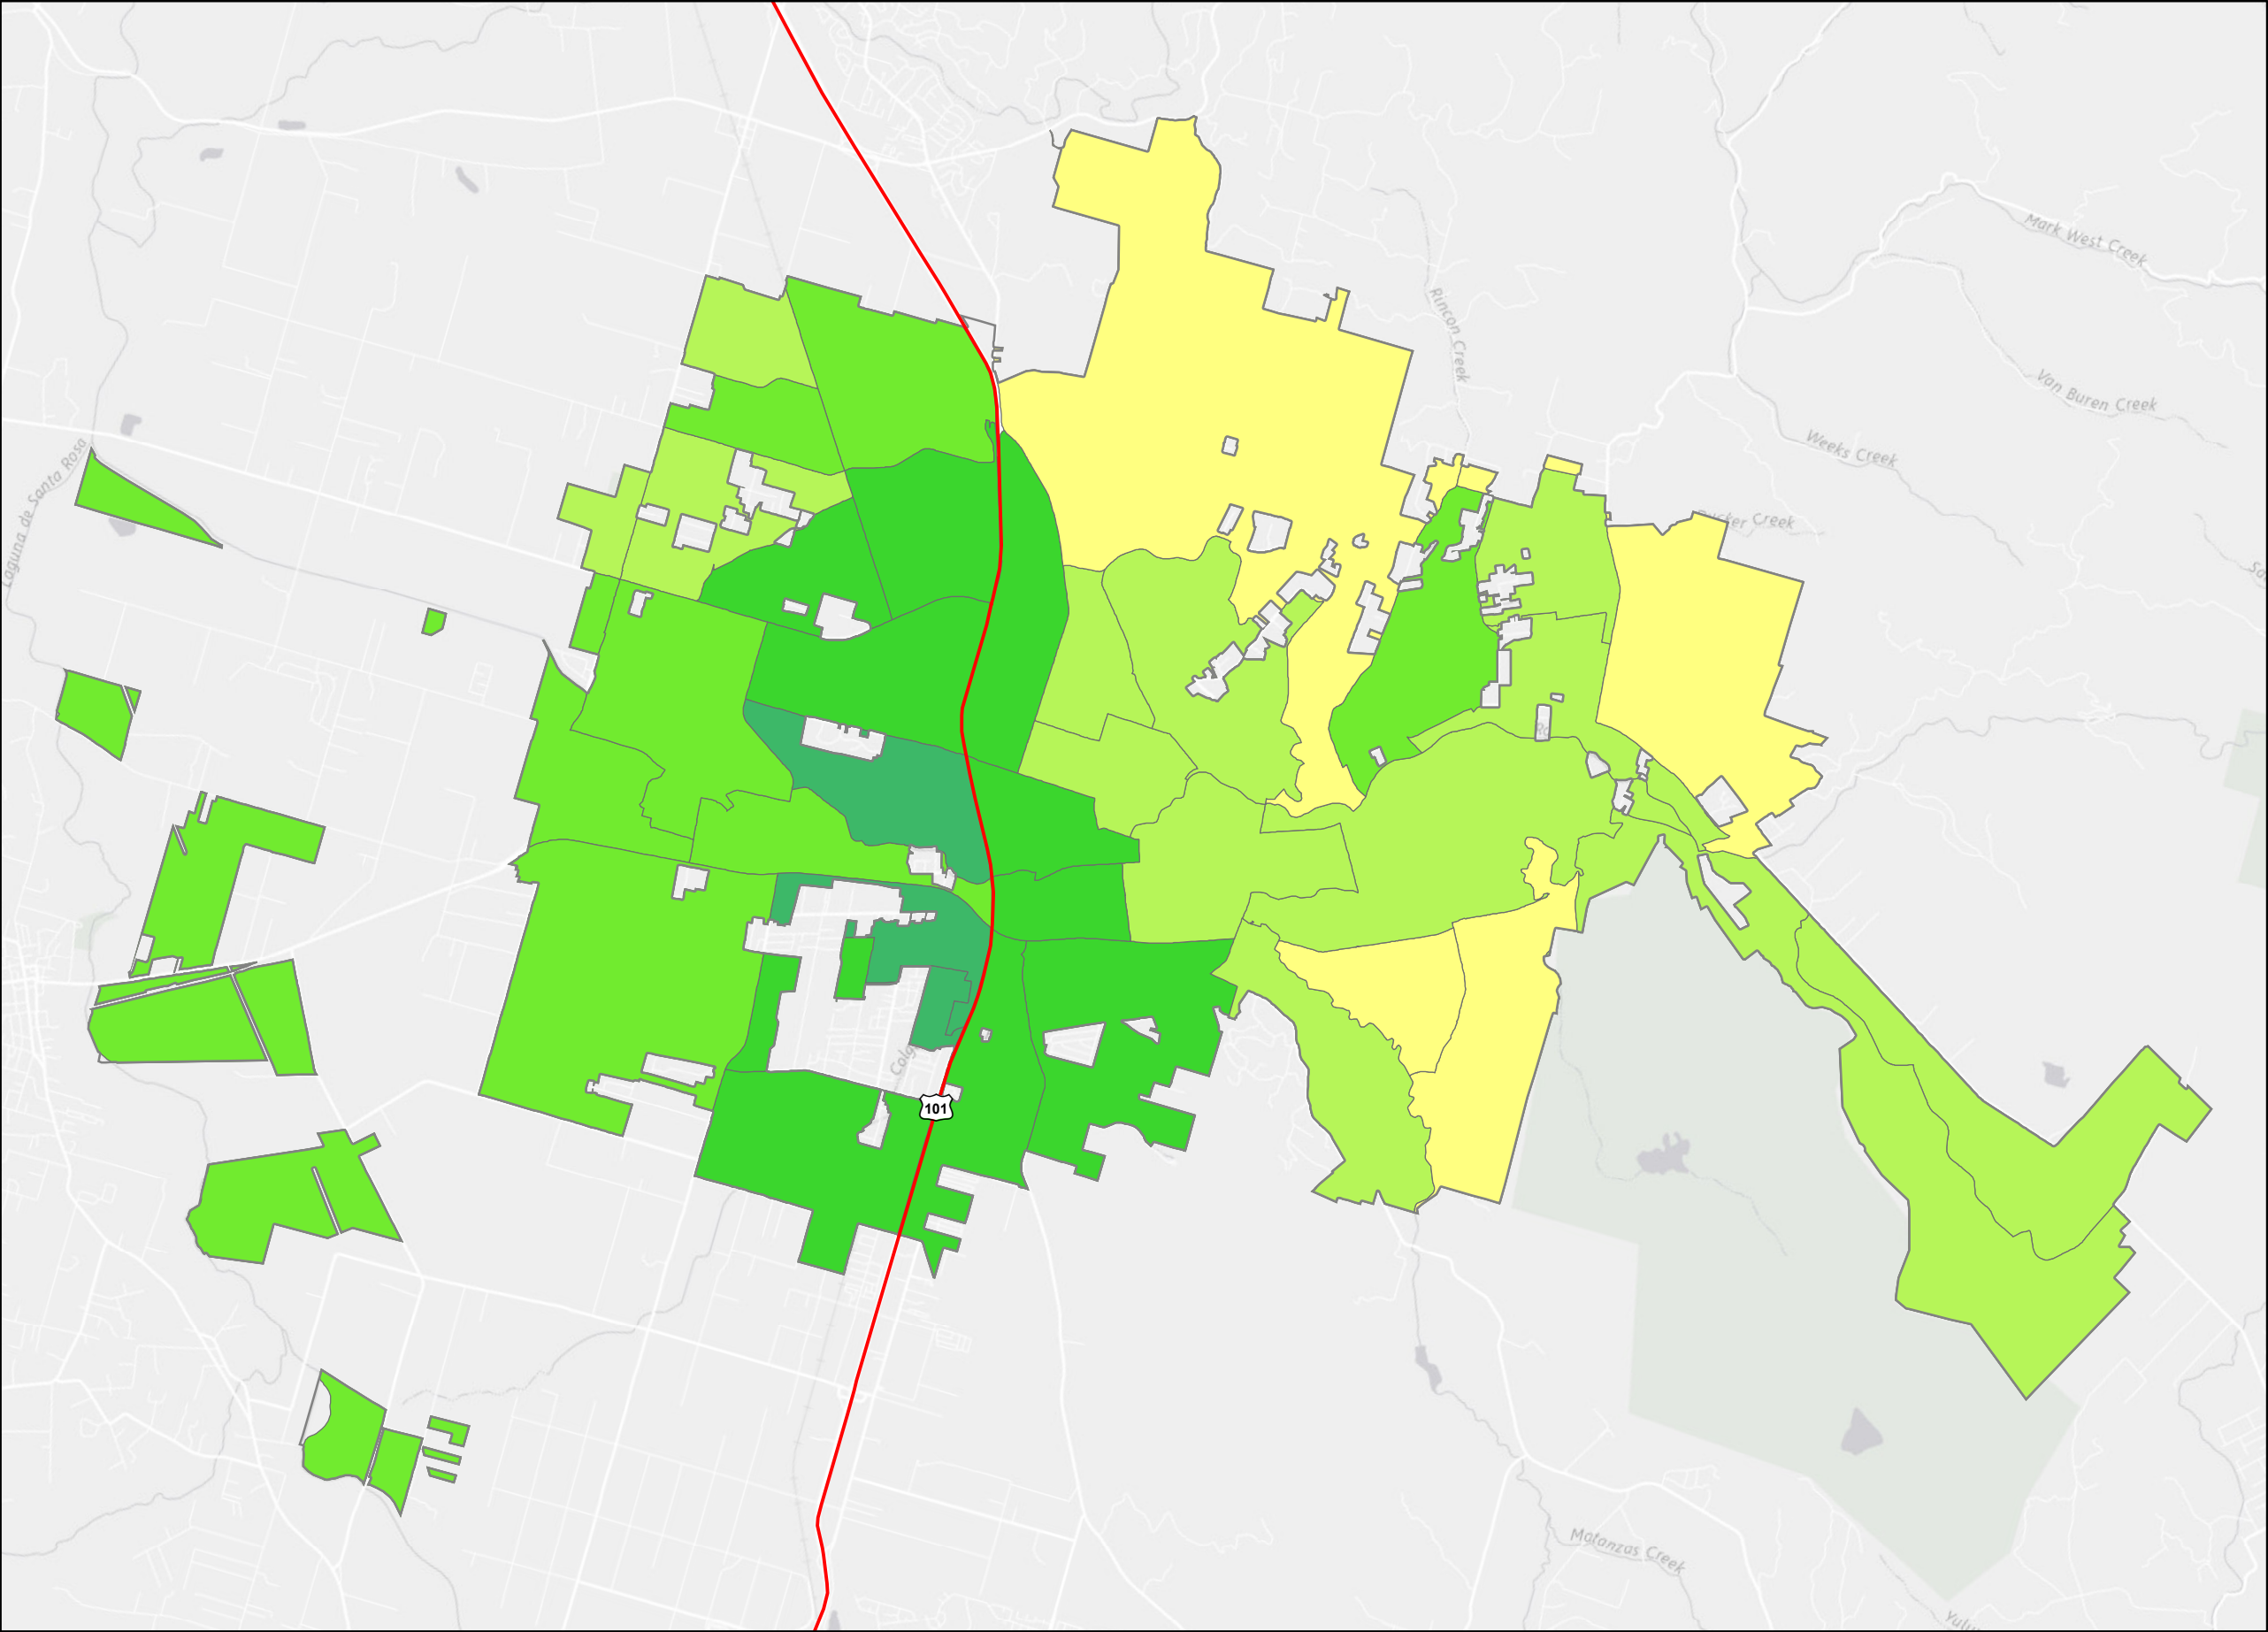 Mark West Creek
Rincon Creek
Van Buren Creek
Weeks Creek
Laguna de Santa Rosa
101
Matanzas Creek